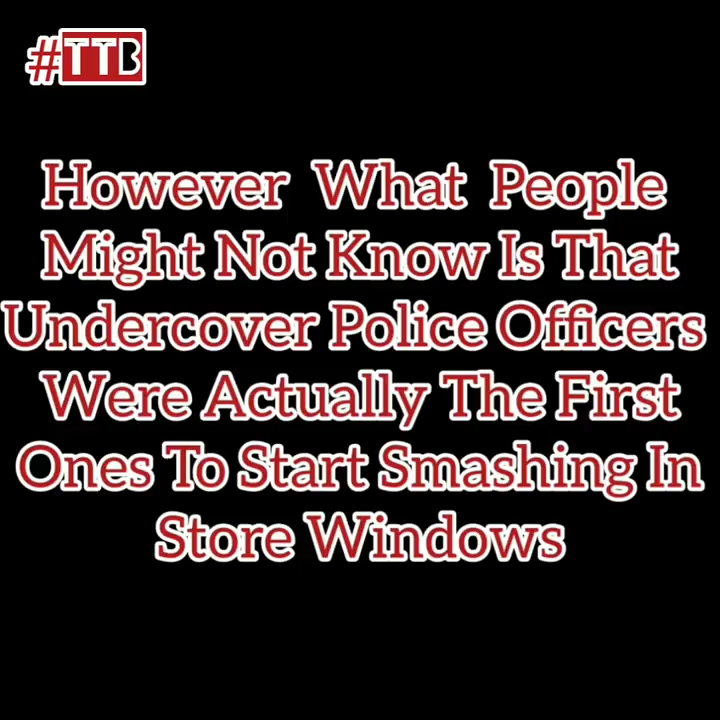 #TTB
However What People
Might Not Know Is That
Undercover Police Officers
Were Actually The First
Ones To Start Smashing In
Store Windows